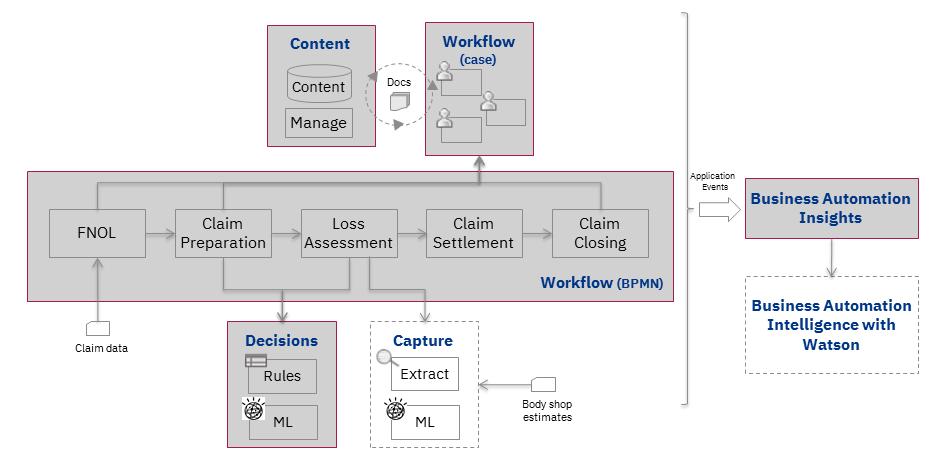 Content
Content
Manage
Docs
Workflow
(case)
Application
Events
Business Automation
Insights
Business Automation
Intelligence with
Watson
FNOL
Claim
Preparation
Loss
Assessment
Claim
Settlement
Claim
Closing
Workflow (BPMN)
Claim data
Decisions
Rules
ML
Capture
Extract
ML
Body shop
estimates